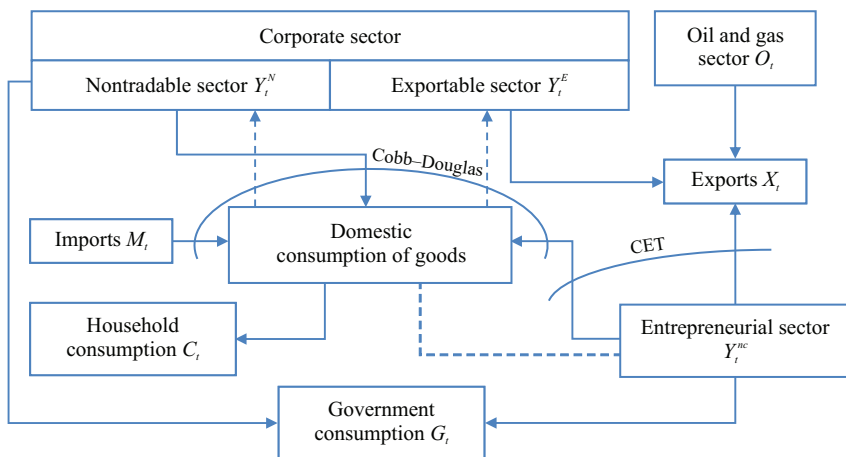 Corporate sector
Nontradable sector Y_t^N
Exportable sector Y_t^E
Oil and gas
sector O_t
Cobb–Douglas
Exports X_t
Imports M_t
Domestic
consumption of goods
CET
Household
consumption C_t
Entrepreneurial sector
Y_t^{nc}
Government
consumption G_t